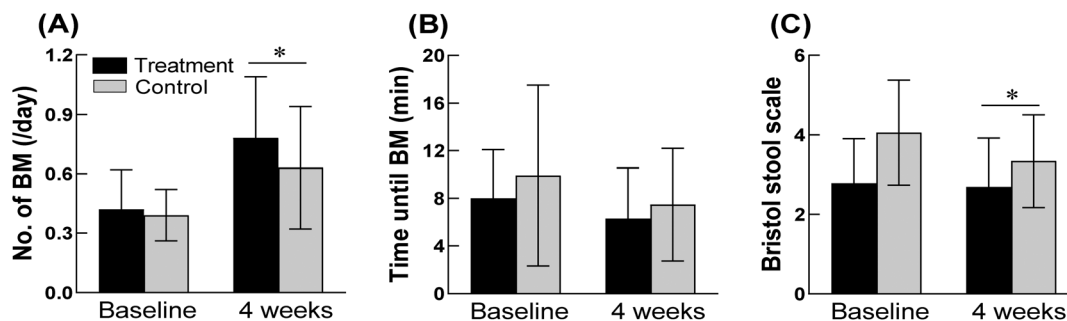 (A)
No. of BM (/day)
1.2
0.9
0.6
0.3
0.0
Treatment
Control
*
Baseline
4 weeks
(B)
Time until BM (min)
20
16
12
8
4
0
Baseline
4 weeks
(C)
Bristol stool scale
6
4
2
0
*
Baseline
4 weeks